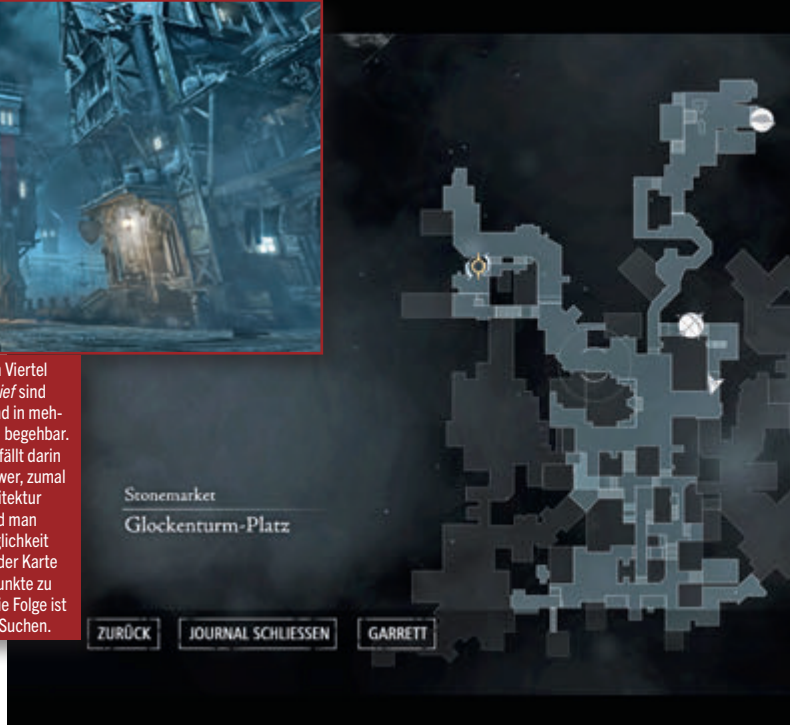 Viertel
ief sind
d in meh-
begehbar.
fällt darin
wer, zumal
itektur
d man
glichkeit
der Karte
unkte zu
ie Folge ist
Suchen.
Stonemarket
Glockenturm-Platz
ZURÜCK
JOURNAL SCHLIESSEN
GARRETT